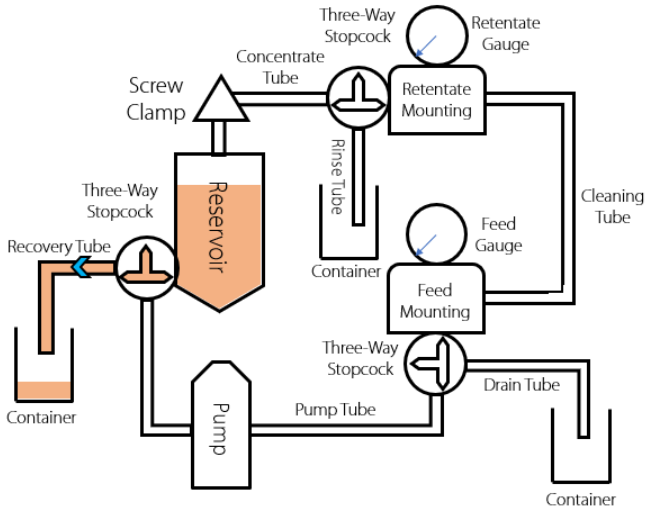 Three-Way
Stopcock
Retentate
Gauge
Concentrate
Tube
Screw
Clamp
Retentate
Mounting
Rinse Tube
Reservoir
Three-Way
Stopcock
Cleaning
Tube
Feed
Gauge
Recovery Tube
Container
Feed
Mounting
Three-Way
Stopcock
Drain Tube
Pump Tube
Pump
Container
Container